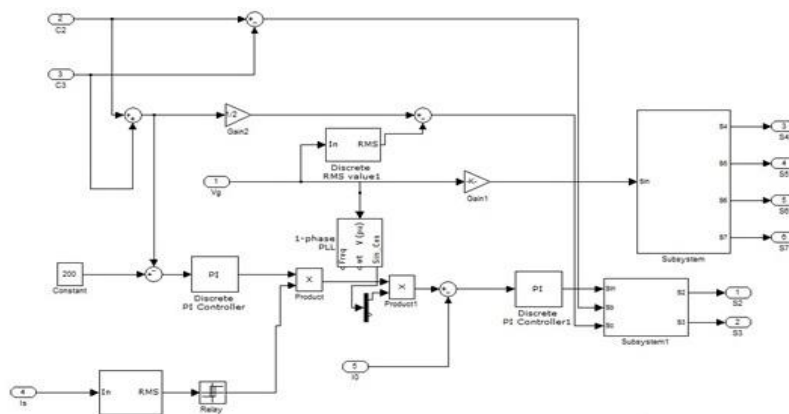 2
C2
3
C3
1/2
Gain2
In RMS
Discrete
RMS value1
1
Vg
-K-
Gain1
Sin
S4
S5
S6
S7
Subsystem
3
S4
4
S5
5
S6
6
S7
1-phase
PLL
Freq
wt
V (pu)
Sin_Cos
200
Constant
PI
Discrete
PI Controller
X
Product
X
Product1
PI
Discrete
PI Controller1
Sin
S2
S3
Subsystem1
1
S2
2
S3
5
I0
4
Is
In RMS
Relay